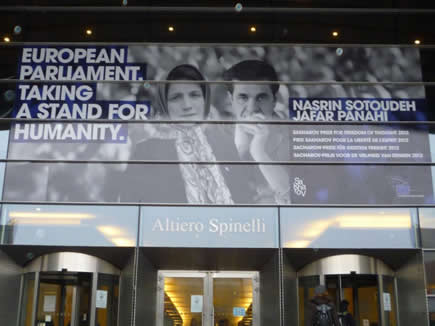 EUROPEAN
PARLIAMENT.
TAKING
A STAND FOR
HUMANITY.
NASRIN SOTOUDEH
JAFAR PANAHI
SAKHAROV PRIZE FOR FREEDOM OF THOUGHT 2012
PRIX SAKHAROV POUR LA LIBERTÉ DE L'ESPRIT 2012
SACHAROW-PREIS FÜR GEISTIGE FREIHEIT 2012
SACHAROV-PRIJS VOOR DE VRIJHEID VAN DENKEN 2012
Altiero Spinelli